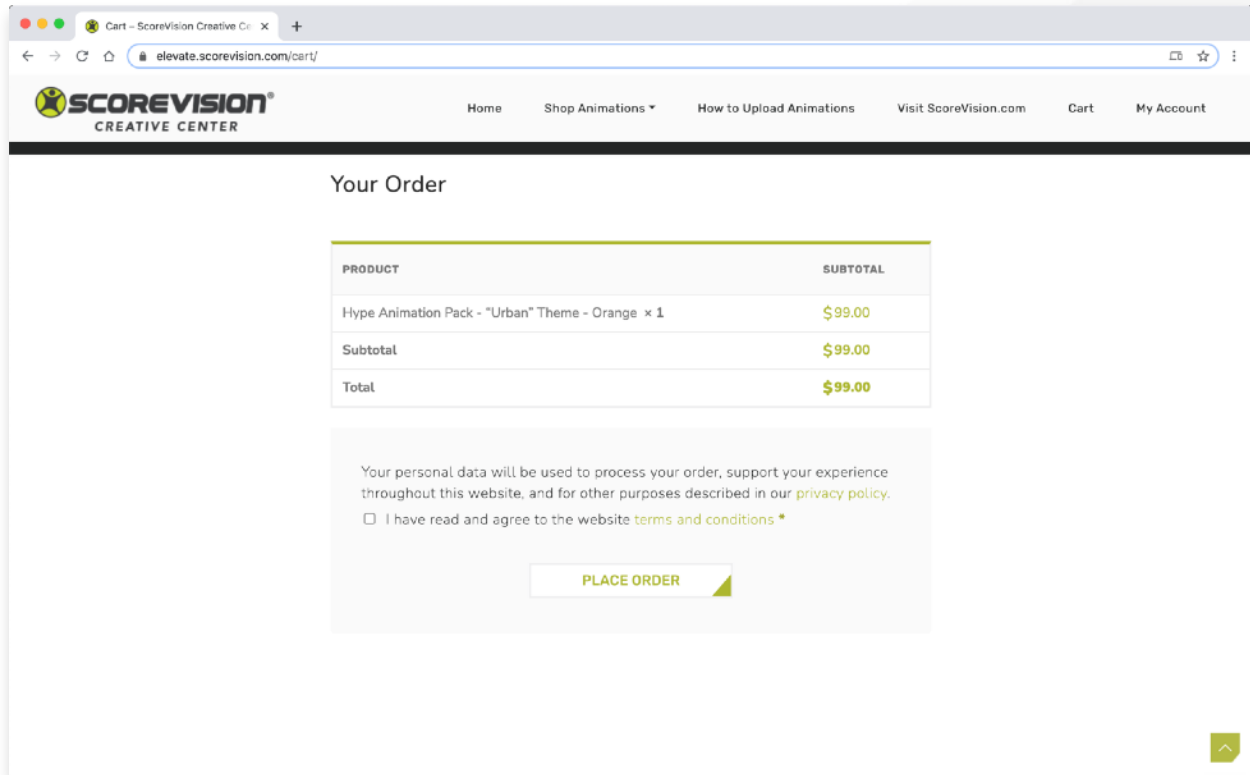 Cart – ScoreVision Creative Ce
elevate.scorevision.com/cart/
SCOREVISION®
CREATIVE CENTER
Home Shop Animations How to Upload Animations Visit ScoreVision.com Cart My Account
Your Order
PRODUCT SUBTOTAL
Hype Animation Pack - "Urban" Theme - Orange × 1 $99.00
Subtotal $99.00
Total $99.00
Your personal data will be used to process your order, support your experience
throughout this website, and for other purposes described in our privacy policy.
I have read and agree to the website terms and conditions *
PLACE ORDER